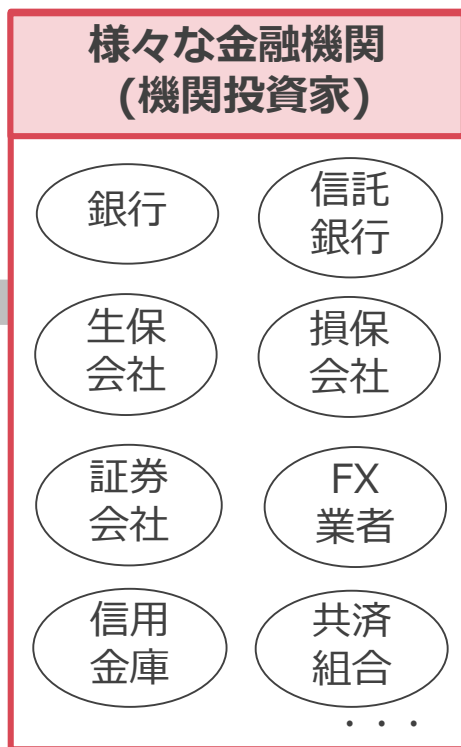 様々な金融機関
(機関投資家)
銀行
信託
銀行
生保
会社
損保
会社
証券
会社
FX
業者
信用
金庫
共済
組合
・・・